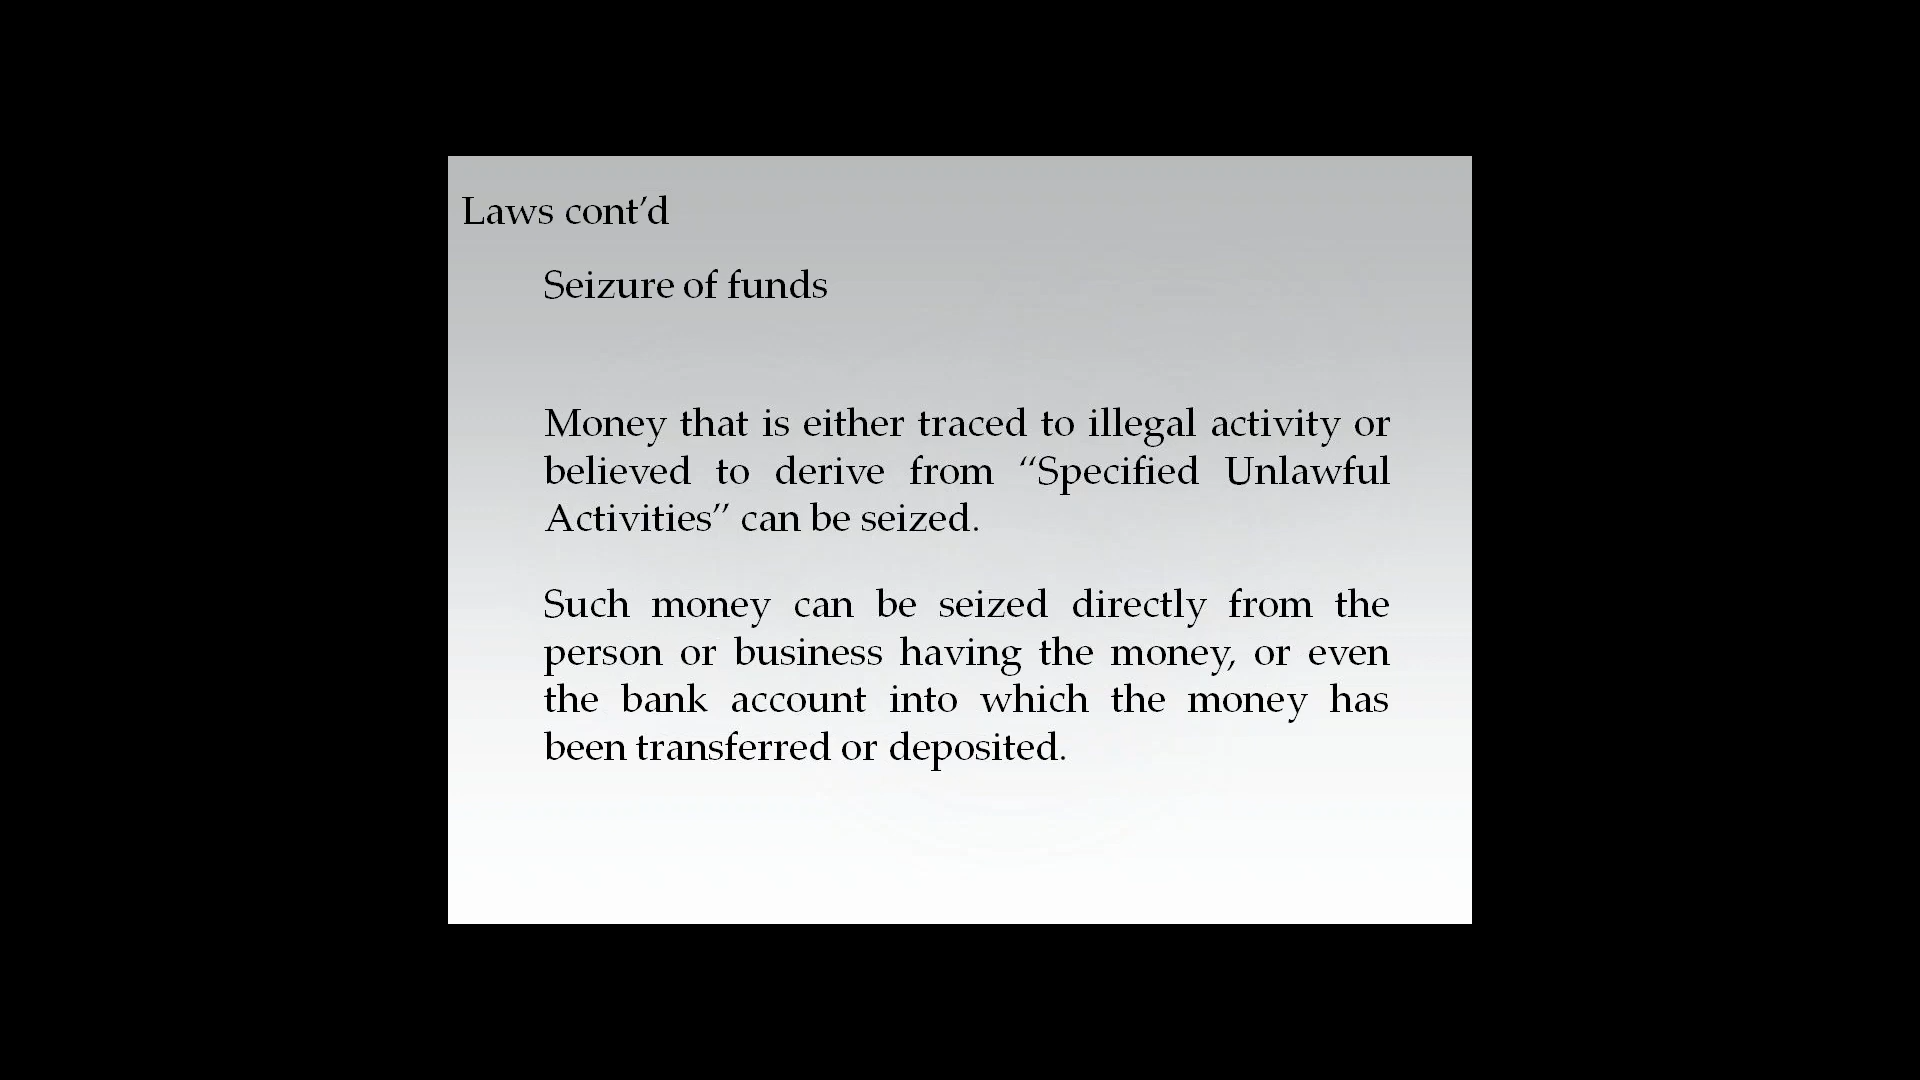 Laws cont’d
Seizure of funds
Money that is either traced to illegal activity or
believed to derive from “Specified Unlawful
Activities” can be seized.
Such money can be seized directly from the
person or business having the money, or even
the bank account into which the money has
been transferred or deposited.